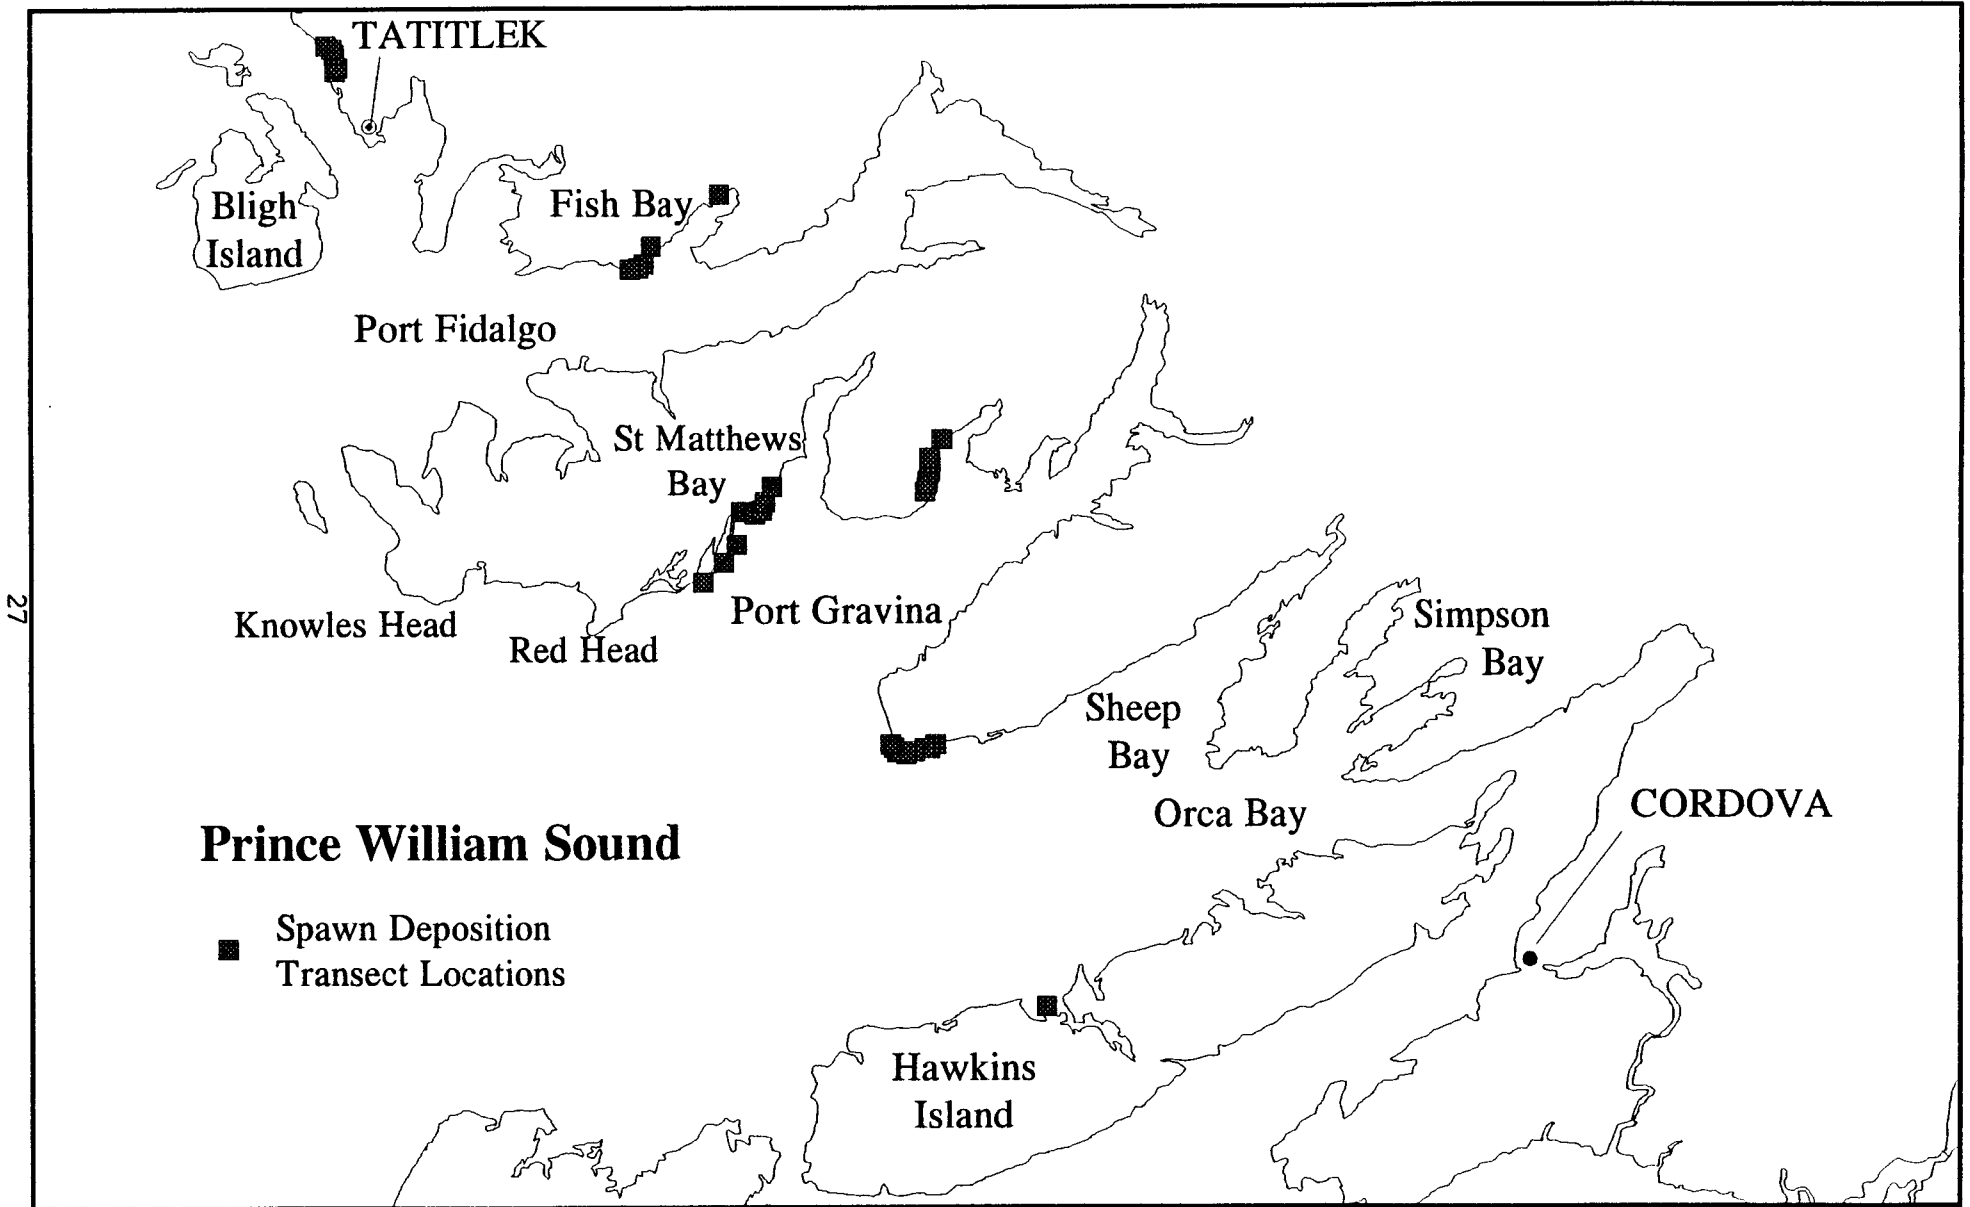 TATITLEK
Bligh
Island
Fish Bay
Port Fidalgo
St Matthews
Bay
Knowles Head
Red Head
Port Gravina
Simpson
Bay
Sheep
Bay
Orca Bay
CORDOVA
Prince William Sound
Spawn Deposition
Transect Locations
Hawkins
Island
27